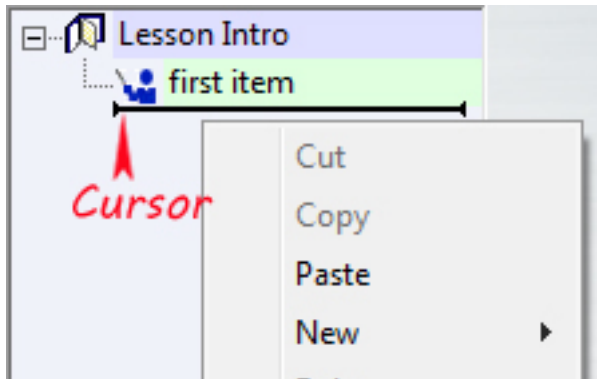 Lesson Intro
first item
Cursor
Cut
Copy
Paste
New